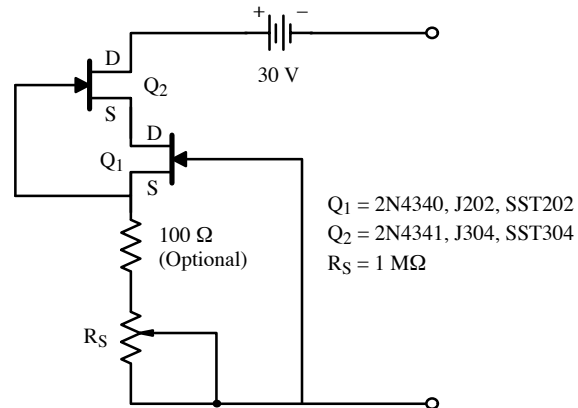 + −
30 V
D
Q2
S
D
Q1
S
100 Ω
(Optional)
RS
Q1 = 2N4340, J202, SST202
Q2 = 2N4341, J304, SST304
RS = 1 MΩ